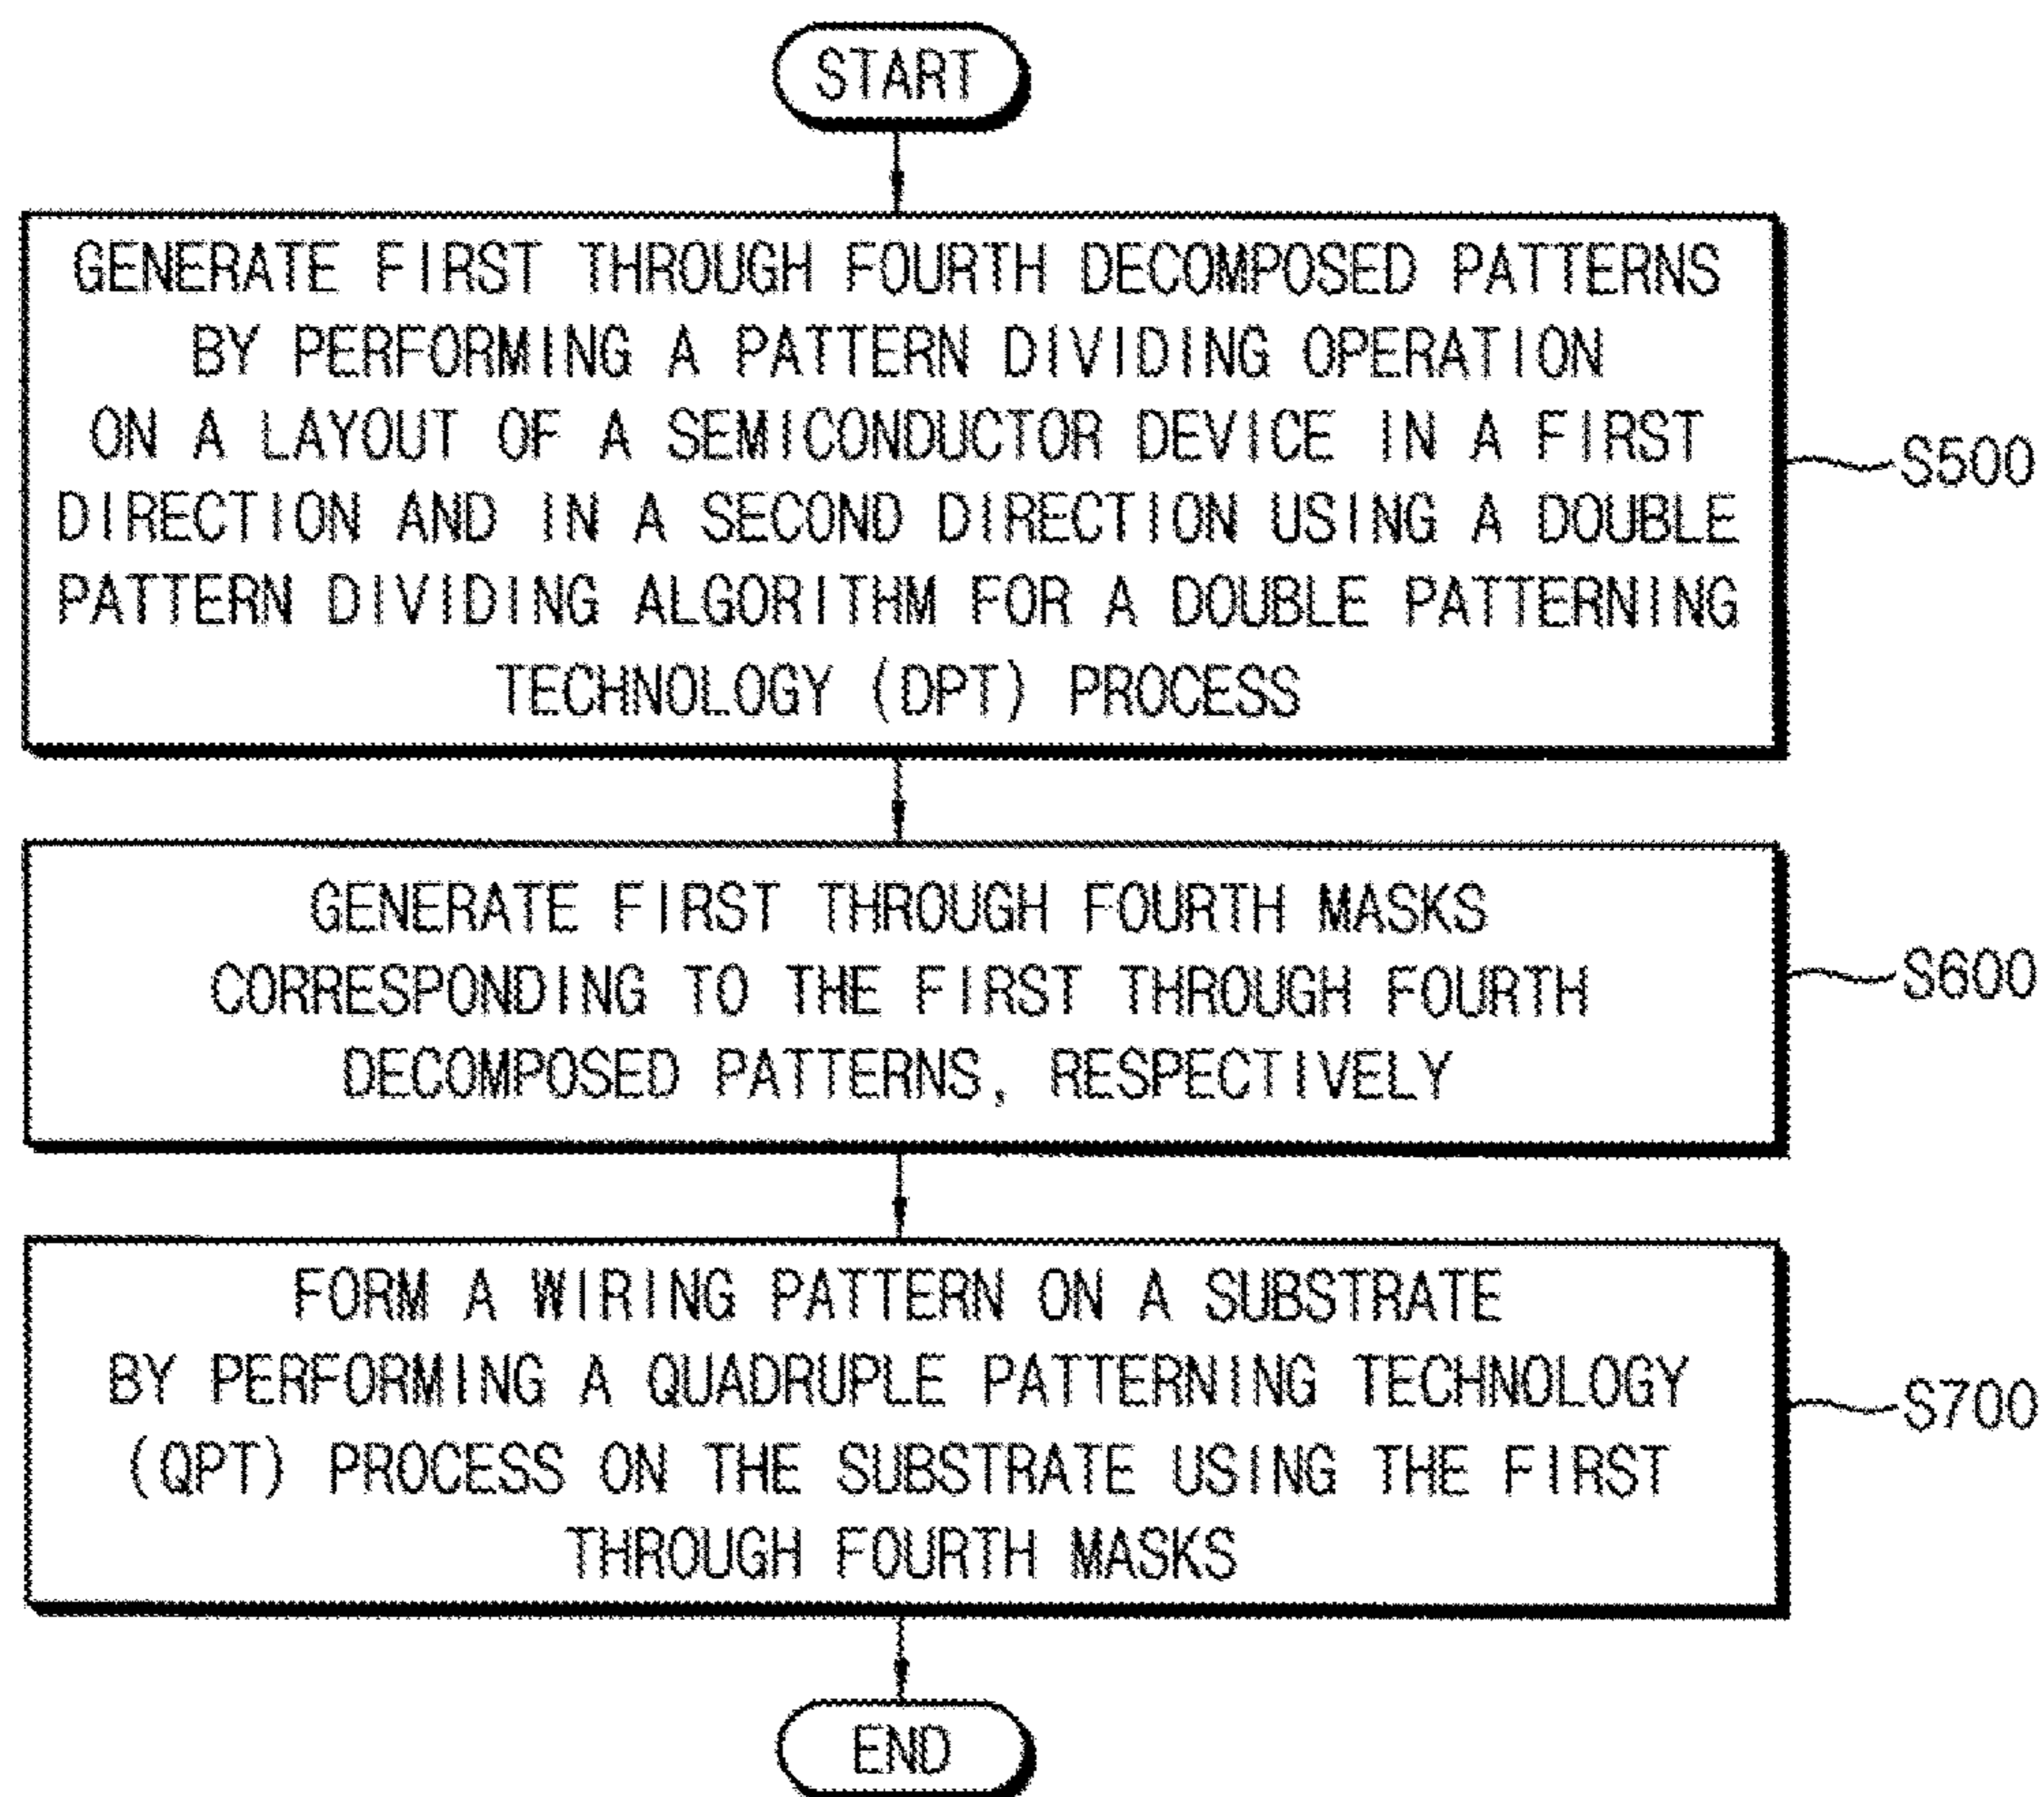 START
GENERATE FIRST THROUGH FOURTH DECOMPOSED PATTERNS
BY PERFORMING A PATTERN DIVIDING OPERATION
ON A LAYOUT OF A SEMICONDUCTOR DEVICE IN A FIRST
DIRECTION AND IN A SECOND DIRECTION USING A DOUBLE
PATTERN DIVIDING ALGORITHM FOR A DOUBLE PATTERNING
TECHNOLOGY (DPT) PROCESS
S500
GENERATE FIRST THROUGH FOURTH MASKS
CORRESPONDING TO THE FIRST THROUGH FOURTH
DECOMPOSED PATTERNS, RESPECTIVELY
S600
FORM A WIRING PATTERN ON A SUBSTRATE
BY PERFORMING A QUADRUPLE PATTERNING TECHNOLOGY
(QPT) PROCESS ON THE SUBSTRATE USING THE FIRST
THROUGH FOURTH MASKS
S700
END